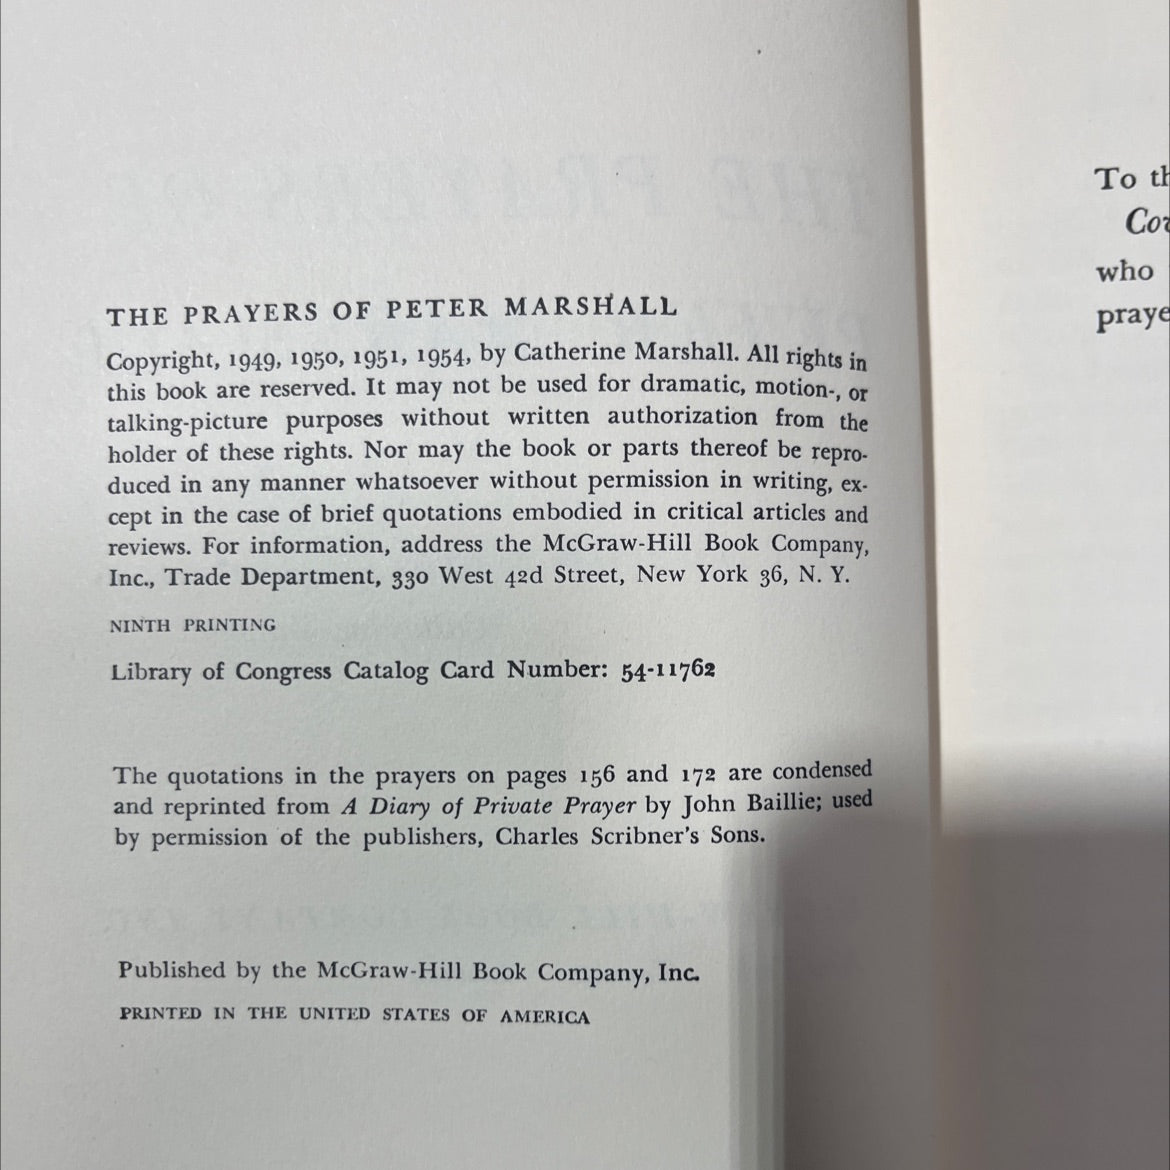 THE PRAYERS OF PETER MARSHALL
Copyright, 1949, 1950, 1951, 1954, by Catherine Marshall. All rights in
this book are reserved. It may not be used for dramatic, motion-, or
talking-picture purposes without written authorization from the
holder of these rights. Nor may the book or parts thereof be repro-
duced in any manner whatsoever without permission in writing, ex-
cept in the case of brief quotations embodied in critical articles and
reviews. For information, address the McGraw-Hill Book Company,
Inc., Trade Department, 330 West 42d Street, New York 36, N. Y.
NINTH PRINTING
Library of Congress Catalog Card Number: 54-11762
The quotations in the prayers on pages 156 and 172 are condensed
and reprinted from A Diary of Private Prayer by John Baillie; used
by permission of the publishers, Charles Scribner's Sons.
Published by the McGraw-Hill Book Company, Inc.
PRINTED IN THE UNITED STATES OF AMERICA
To
who